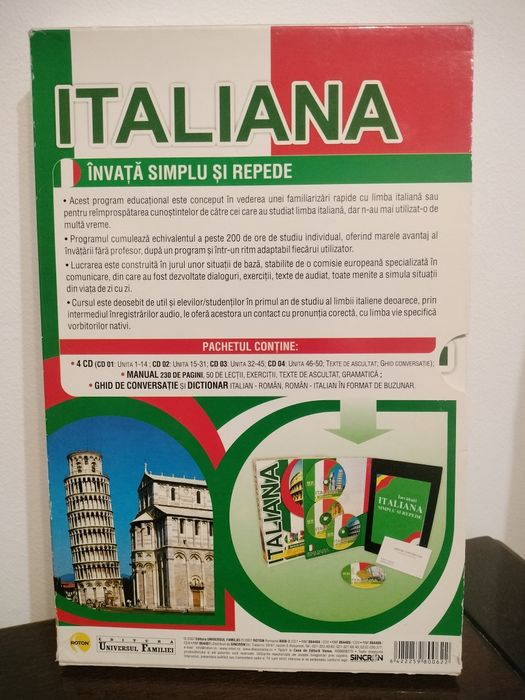 ITALIANA
ÎNVAȚĂ SIMPLU ȘI REPEDE
• Acest program educațional este conceput în vederea unei familiarizări rapide cu limba italiană sau
pentru reîmprospătarea cunoștintelor de către cei care au studiat limba italiană, dar n-au mai utilizat-o de
multă vreme.
• Programul cumulează echivalentul a peste 200 de ore de studiu individual, oferind marele avantaj al
învățării fără profesor, după un program și într-un ritm adaptabil fiecărui utilizator.
• Lucrarea este construită în jurul unor situații de bază, stabilite de o comisie europeană specializată în
comunicare, din care au fost dezvoltate dialoguri, exerciții, texte de audiat, toate menite a simula situații
din viața de zi cu zi.
• Cursul este deosebit de util și elevilor/studenților în primul an de studiu al limbii italiene deoarece, prin
intermediul înregistrărilor audio, le oferă acestora un contact cu pronunția corectă, cu limba vie specifică
vorbitorilor nativi.
PACHETUL CONȚINE:
• 4 CD (CD 01: UNITA 1-14 ; CD 02: UNITA 15-31; CD 03: UNITA 32-45; CD 04: UNITA 46-50; TEXTE DE ASCULTAT; GHID CONVERSAȚIE);
• MANUAL 230 DE PAGINI, 50 DE LECȚII, EXERCIȚII, TEXTE DE ASCULTAT, GRAMATICĂ ;
• GHID DE CONVERSAȚIE ȘI DICTIONAR ITALIAN - ROMÂN, ROMÂN - ITALIAN ÎN FORMAT DE BUZUNAR.
ITALIANA
ITALIANA
SIMPLU SI REPEDE
ROTON
EDITURA
UNIVERSUL FAMILIEI
SINCRON
6422259800622